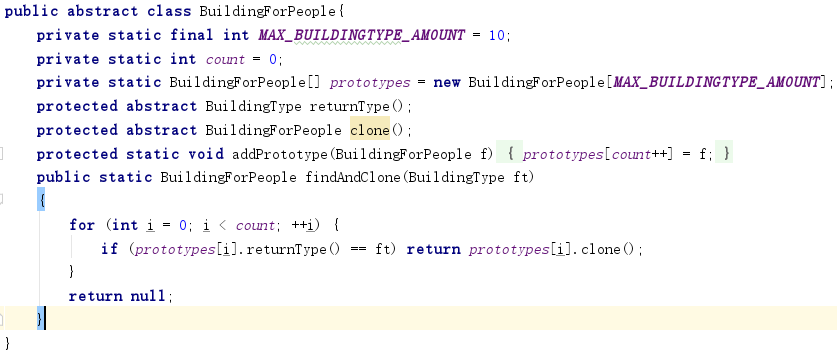 public abstract class BuildingForPeople{
    private static final int MAX_BUILDINGTYPE_AMOUNT = 10;
    private static int count = 0;
    private static BuildingForPeople[] prototypes = new BuildingForPeople[MAX_BUILDINGTYPE_AMOUNT];
    protected abstract BuildingType returnType();
    protected abstract BuildingForPeople clone();
    protected static void addPrototype(BuildingForPeople f) { prototypes[count++] = f; }
    public static BuildingForPeople findAndClone(BuildingType ft)
    {
        for (int i = 0; i < count; ++i) {
            if (prototypes[i].returnType() == ft) return prototypes[i].clone();
        }
        return null;
    }
}